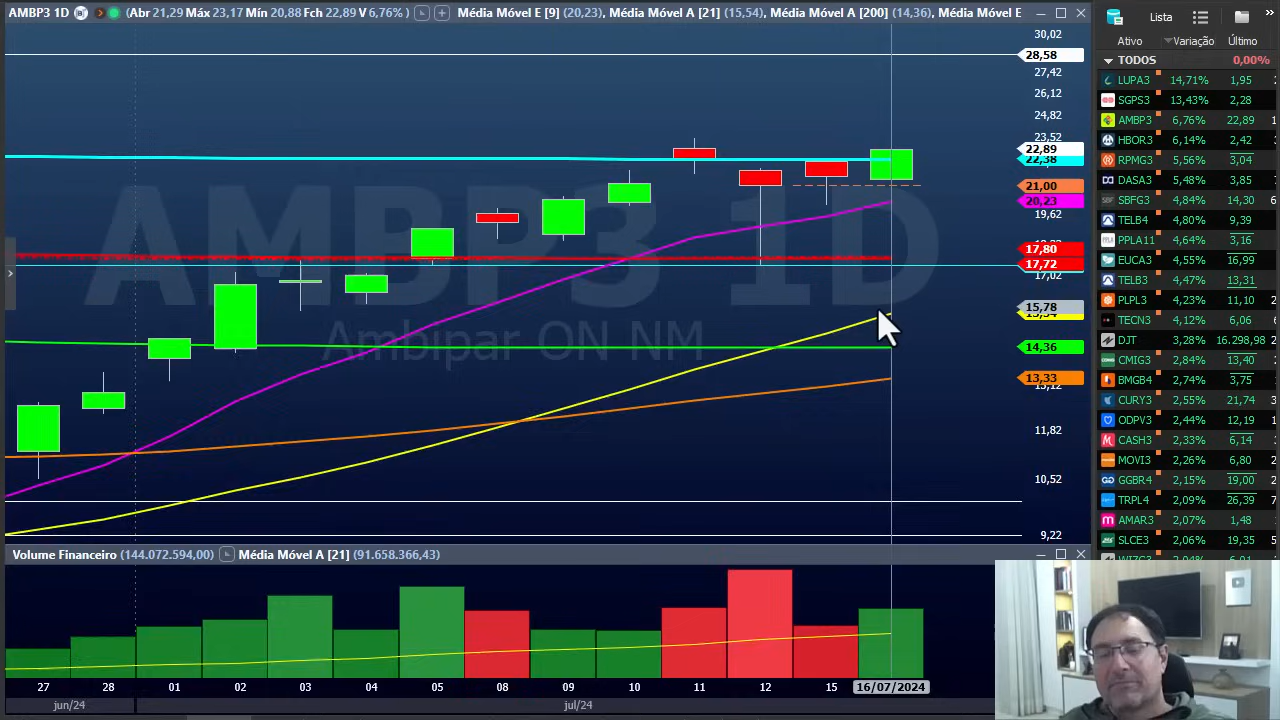 AMBP3 1D (Abr 21,29 Máx 23,17 Mín 20,88 Fch 22,89 V 6,76%) Média Móvel E [9] (20,23), Média Móvel A [21] (15,54), Média Móvel A [200] (14,36), Média Móvel E
30,02
28,58
27,42
26,12
24,82
23,52
22,89
22,38
21,00
20,23
19,62
17,80
17,72
17,02
15,78
14,36
13,33
13,12
11,82
10,52
9,22
AMBP3 1D
Ambipar ON NM
Volume Financeiro (144.072.594,00) Média Móvel A [21] (91.658.366,43)
27 28 01 02 03 04 05 08 09 10 11 12 15 16/07/2024
jun/24 jul/24
Lista
Ativo Variação Último
TODOS 0,00%
LUPA3 14,71% 1,95
SGPS3 13,43% 2,28
AMBP3 6,76% 22,89
HBOR3 6,14% 2,42
RPMG3 5,56% 3,04
DASA3 5,48% 3,85
SBFG3 4,84% 14,30
TELB4 4,80% 9,39
PPLA11 4,64% 3,16
EUCA3 4,55% 16,99
TELB3 4,47% 13,31
PLPL3 4,23% 11,10
TECN3 4,12% 6,06
DJT 3,28% 16.298,98
CMIG3 2,84% 13,40
BMGB4 2,74% 3,75
CURY3 2,55% 21,74
ODPV3 2,44% 12,19
CASH3 2,33% 6,14
MOVI3 2,26% 6,80
GGBR4 2,15% 19,00
TRPL4 2,09% 26,39
AMAR3 2,07% 1,48
SLCE3 2,06% 19,35